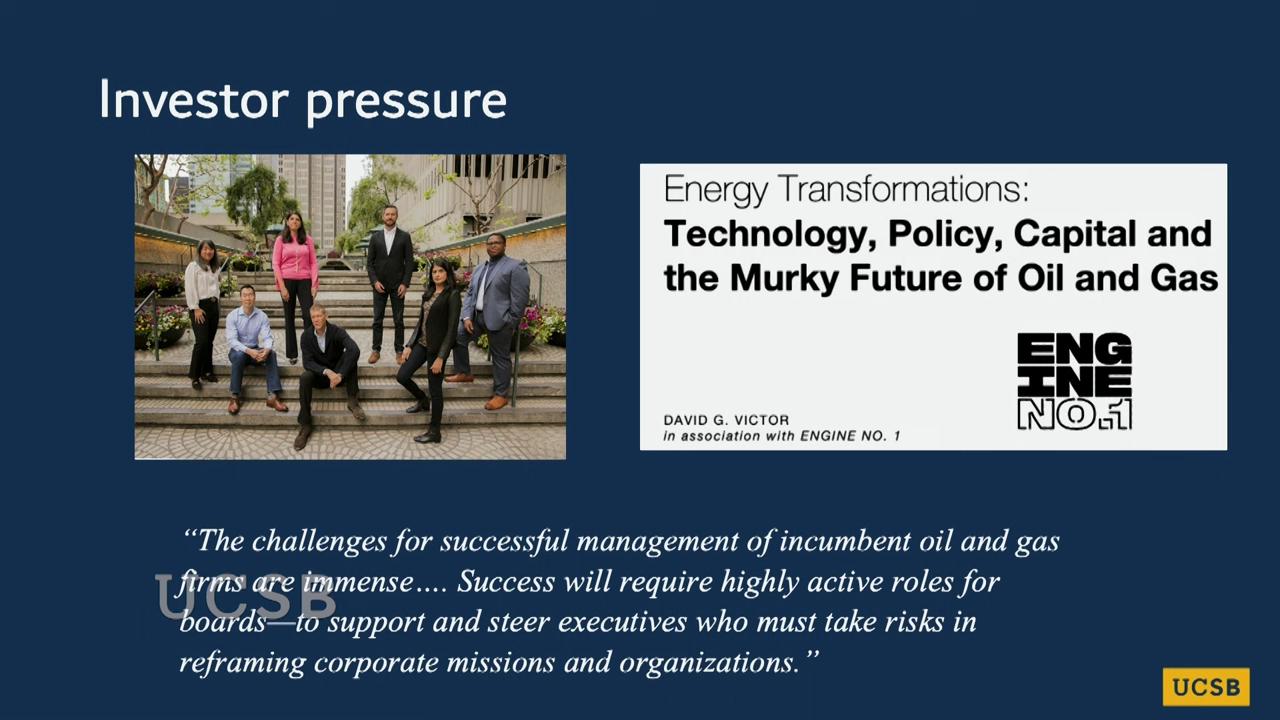 Investor pressure
Energy Transformations:
Technology, Policy, Capital and
the Murky Future of Oil and Gas
ENG
INE
NO.1
DAVID G. VICTOR
in association with ENGINE NO. 1
“The challenges for successful management of incumbent oil and gas
firms are immense…. Success will require highly active roles for
boards—to support and steer executives who must take risks in
reframing corporate missions and organizations.”
UCSB
UCSB